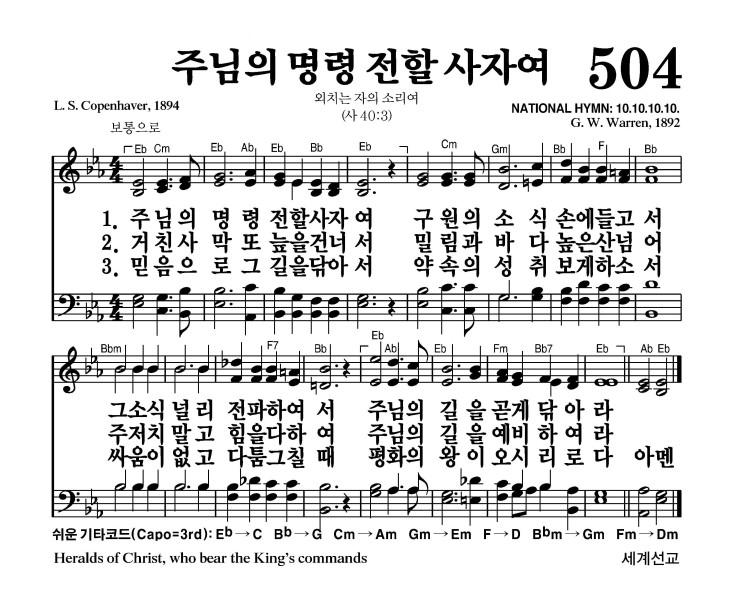 주님의 명령 전할 사자여 504
외치는 자의 소리여
(사 40:3)
L. S. Copenhaver, 1894
NATIONAL HYMN: 10.10.10.10.
G. W. Warren, 1892
보통으로
Eb Cm Eb Ab Eb Bb Eb Cm Gm Eb Bb F Bb
1. 주님의 명령 전할사자여 구원의 소식 손에들고 서
2. 거친사 막또 늪을건너서 밀림과 바다 높은산넘 어
3. 믿음으 로그 길을닦아서 약속의 성취 보게하소 서
Bbm F7 Bb Eb Ab Eb Fm Bb7 Eb Ab Eb
그소식 널리 전파하여 서 주님의 길을곧게 닦아라
주저치 말고 힘을다하 여 주님의 길을예비 하여라
싸움이 없고 다툼그칠 때 평화의 왕이오시 리로다 아멘
쉬운 기타코드(Capo=3rd): Eb→C Bb→G Cm→Am Gm→Em F→D Bbm→Gm Fm→Dm
Heralds of Christ, who bear the King's commands
세계선교